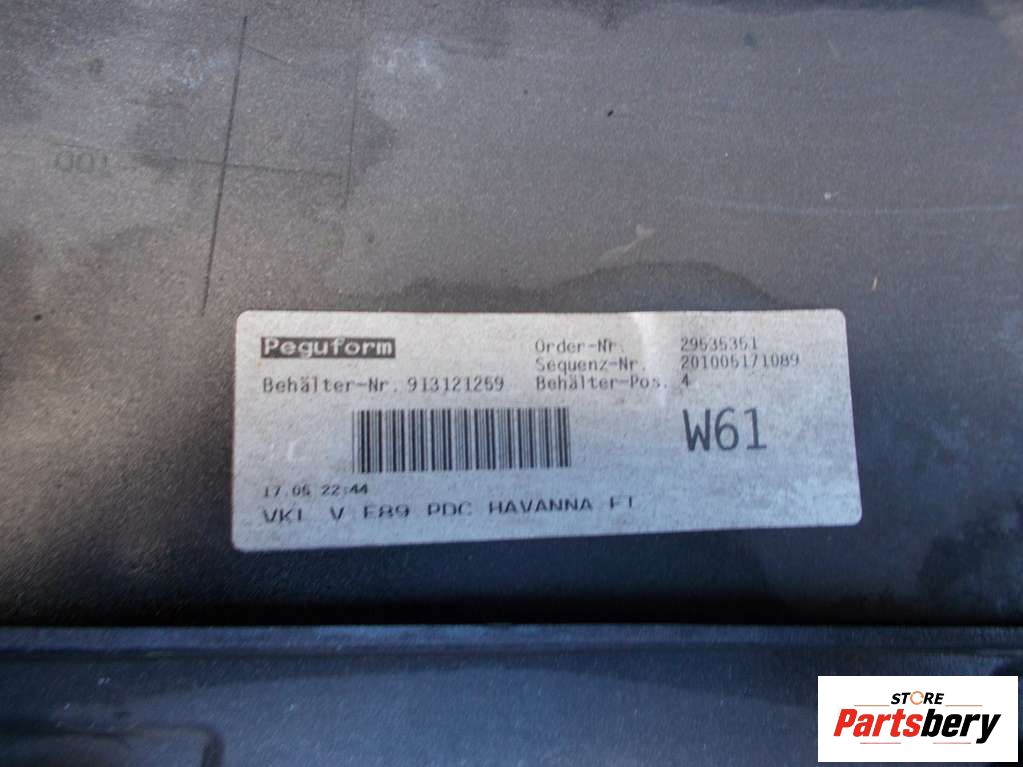 001
Peguform
Order-Nr. 29535351
Sequenz-Nr. 201005171089
Behälter-Nr. 913121259 Behälter-Pos. 4
W61
17.05 22:44
VKL V E89 PDC HAVANNA
STORE
Partsbery